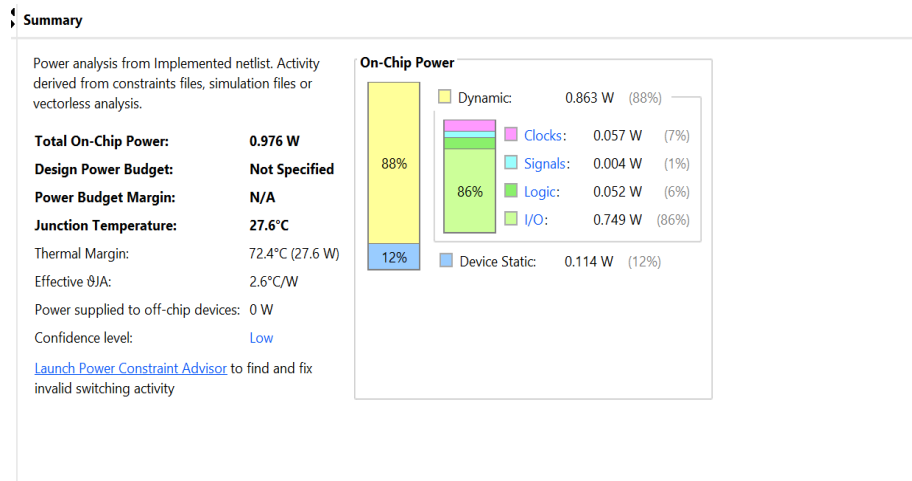 Summary
Power analysis from Implemented netlist. Activity
derived from constraints files, simulation files or
vectorless analysis.
Total On-Chip Power: 0.976 W
Design Power Budget: Not Specified
Power Budget Margin: N/A
Junction Temperature: 27.6°C
Thermal Margin: 72.4°C (27.6 W)
Effective ϑJA: 2.6°C/W
Power supplied to off-chip devices: 0 W
Confidence level: Low
Launch Power Constraint Advisor to find and fix
invalid switching activity
On-Chip Power
Dynamic: 0.863 W (88%)
Clocks: 0.057 W (7%)
Signals: 0.004 W (1%)
Logic: 0.052 W (6%)
I/O: 0.749 W (86%)
88%
86%
12%
Device Static: 0.114 W (12%)